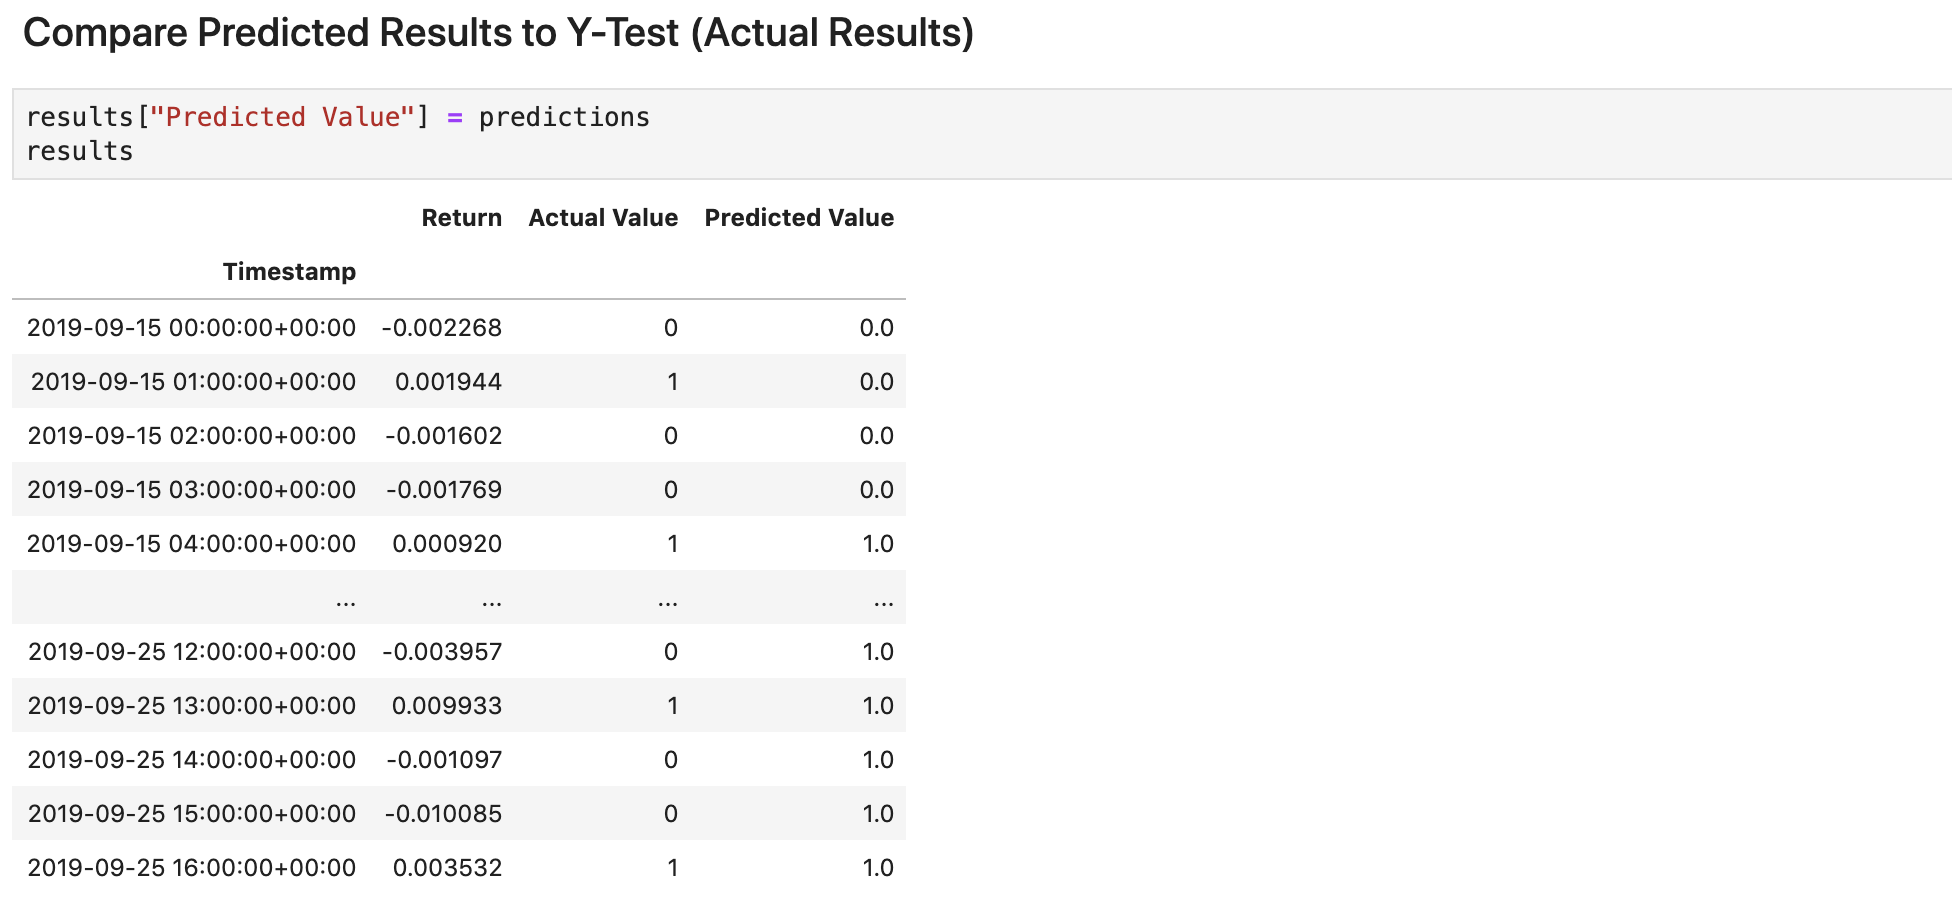 Compare Predicted Results to Y-Test (Actual Results)
results["Predicted Value"] = predictions
results
Return Actual Value Predicted Value
Timestamp
2019-09-15 00:00:00+00:00 -0.002268 0 0.0
2019-09-15 01:00:00+00:00 0.001944 1 0.0
2019-09-15 02:00:00+00:00 -0.001602 0 0.0
2019-09-15 03:00:00+00:00 -0.001769 0 0.0
2019-09-15 04:00:00+00:00 0.000920 1 1.0
... ... ... ...
2019-09-25 12:00:00+00:00 -0.003957 0 1.0
2019-09-25 13:00:00+00:00 0.009933 1 1.0
2019-09-25 14:00:00+00:00 -0.001097 0 1.0
2019-09-25 15:00:00+00:00 -0.010085 0 1.0
2019-09-25 16:00:00+00:00 0.003532 1 1.0